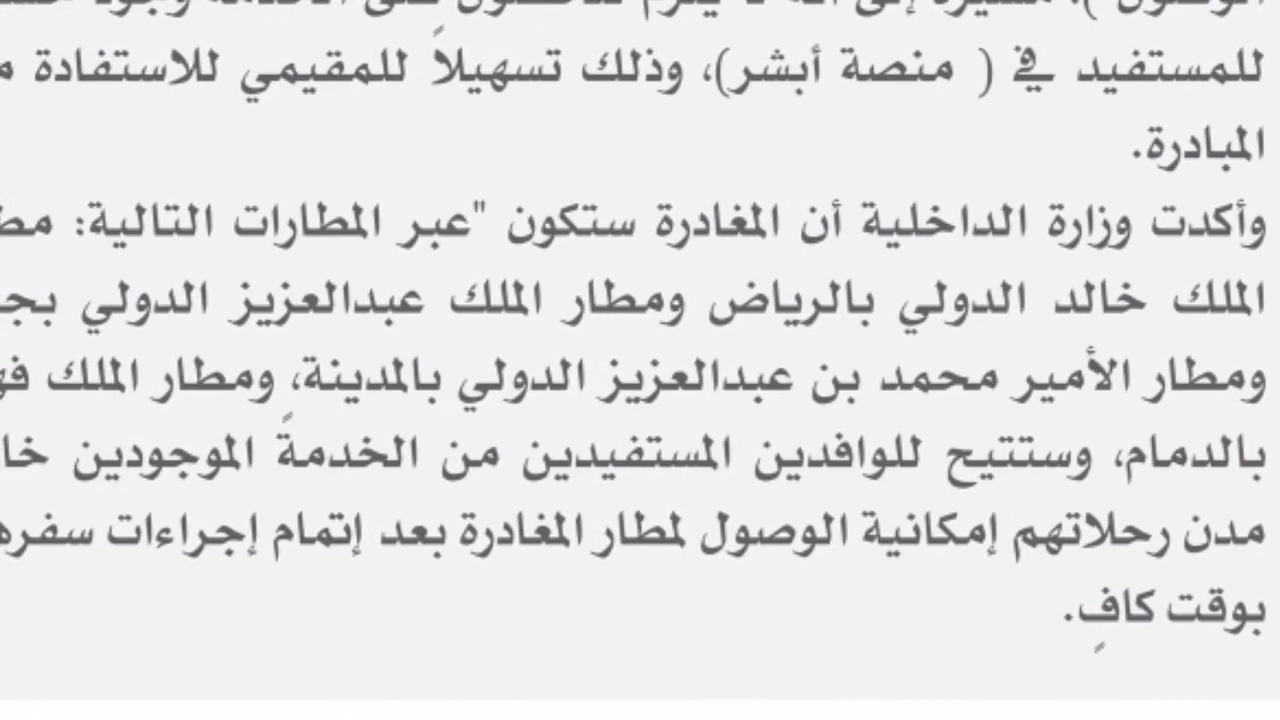 للمستفيد في ( منصة أبشر)، وذلك تسهيلاً للمقيمي للاستفادة
المبادرة.
وأكدت وزارة الداخلية أن المغادرة ستكون "عبر المطارات التالية:
الملك خالد الدولي بالرياض ومطار الملك عبدالعزيز الدولي
ومطار الأمير محمد بن عبدالعزيز الدولي بالمدينة، ومطار الملك
بالدمام، وستتيح للوافدين المستفيدين من الخدمةً الموجودين
مدن رحلاتهم إمكانية الوصول لمطار المغادرة بعد إتمام إجراءات
بوقت كافٍ.